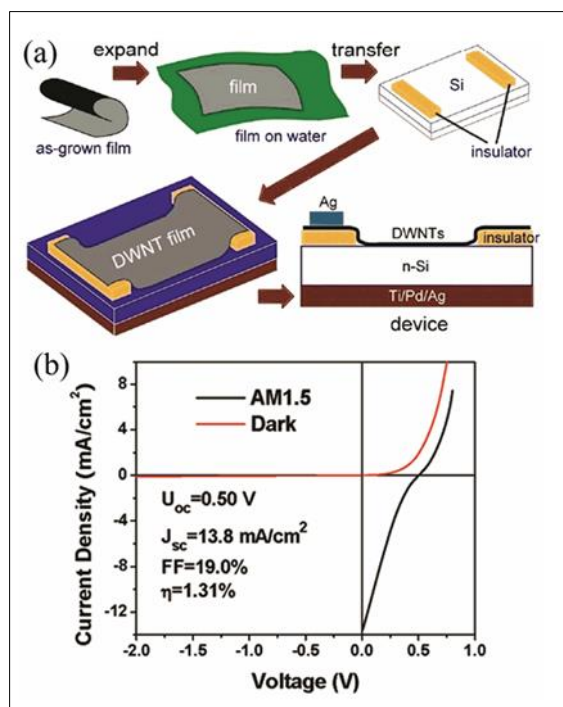 (a)
expand
transfer
film
Si
as-grown film
film on water
insulator
DWNT film
Ag
DWNTs
insulator
n-Si
Ti/Pd/Ag
device
(b)
8
4
0
-4
-8
-12
Current Density (mA/cm²)
AM1.5
Dark
Uoc=0.50 V
Jsc=13.8 mA/cm²
FF=19.0%
η=1.31%
-2.0 -1.5 -1.0 -0.5 0.0 0.5 1.0
Voltage (V)